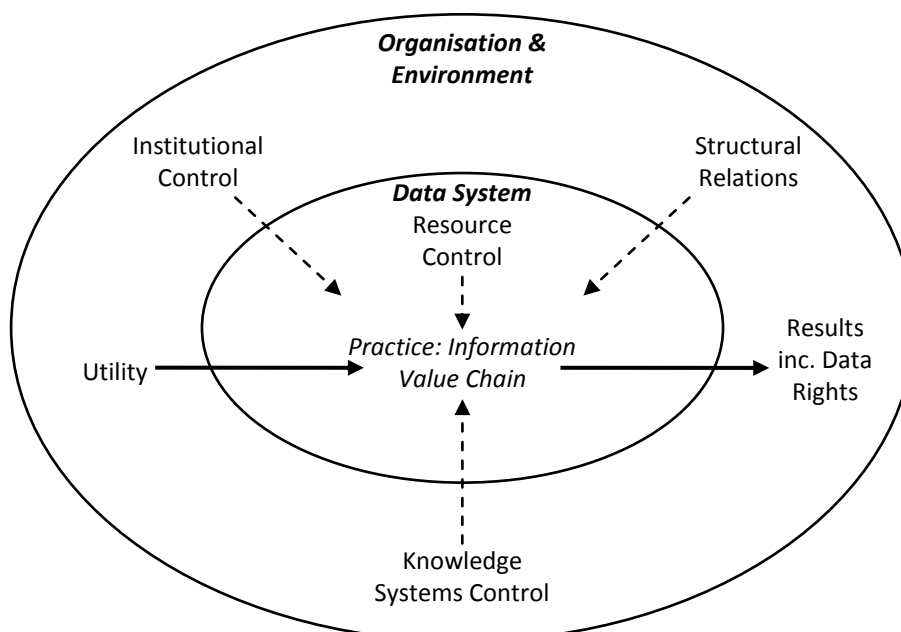 Organisation &
Environment
Institutional
Control
Structural
Relations
Data System
Resource
Control
Utility
Practice: Information
Value Chain
Results
inc. Data
Rights
Knowledge
Systems Control